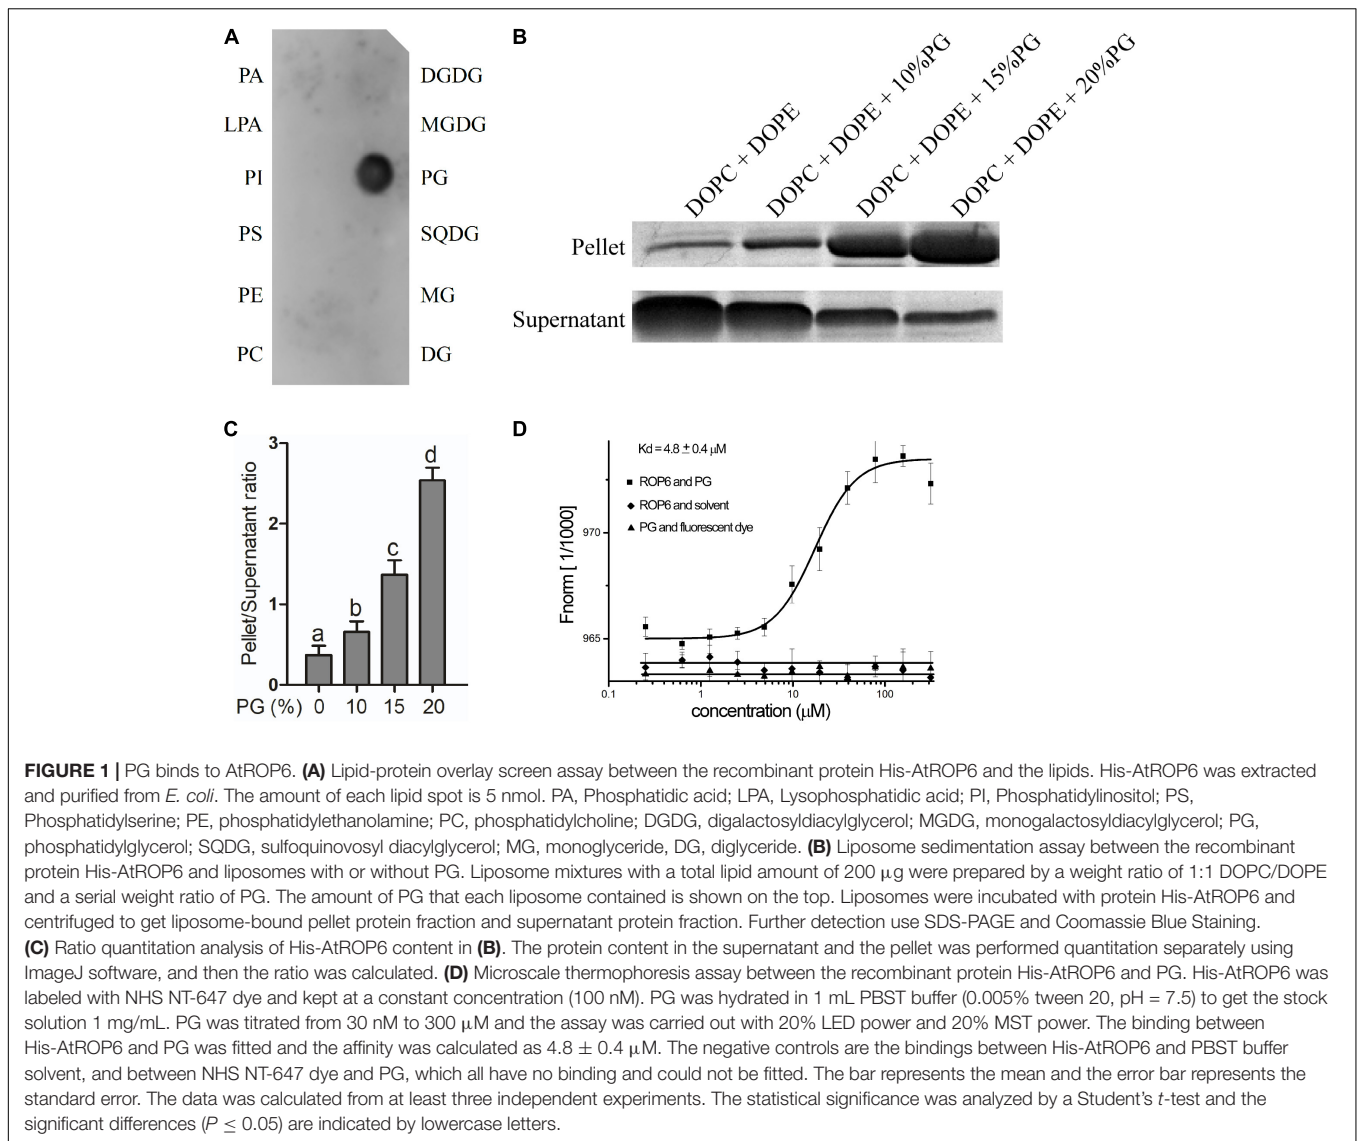 A
PA
LPA
PI
PS
PE
PC
DGDG
MGDG
PG
SQDG
MG
DG
B
DOPC + DOPE
DOPC + DOPE + 10%PG
DOPC + DOPE + 15%PG
DOPC + DOPE + 20%PG
Pellet
Supernatant
C
Pellet/Supernatant ratio
3
2
1
0
a
b
c
d
PG (%) 0 10 15 20
D
Kd = 4.8 ± 0.4 μM
ROP6 and PG
ROP6 and solvent
PG and fluorescent dye
Fnorm [ 1/1000]
970
965
0.1 1 10 100
concentration (μM)
FIGURE 1 | PG binds to AtROP6. (A) Lipid-protein overlay screen assay between the recombinant protein His-AtROP6 and the lipids. His-AtROP6 was extracted
and purified from E. coli. The amount of each lipid spot is 5 nmol. PA, Phosphatidic acid; LPA, Lysophosphatidic acid; PI, Phosphatidylinositol; PS,
Phosphatidylserine; PE, phosphatidylethanolamine; PC, phosphatidylcholine; DGDG, digalactosyldiacylglycerol; MGDG, monogalactosyldiacylglycerol; PG,
phosphatidylglycerol; SQDG, sulfoquinovosyl diacylglycerol; MG, monoglyceride, DG, diglyceride. (B) Liposome sedimentation assay between the recombinant
protein His-AtROP6 and liposomes with or without PG. Liposome mixtures with a total lipid amount of 200 μg were prepared by a weight ratio of 1:1 DOPC/DOPE
and a serial weight ratio of PG. The amount of PG that each liposome contained is shown on the top. Liposomes were incubated with protein His-AtROP6 and
centrifuged to get liposome-bound pellet protein fraction and supernatant protein fraction. Further detection use SDS-PAGE and Coomassie Blue Staining.
(C) Ratio quantitation analysis of His-AtROP6 content in (B). The protein content in the supernatant and the pellet was performed quantitation separately using
ImageJ software, and then the ratio was calculated. (D) Microscale thermophoresis assay between the recombinant protein His-AtROP6 and PG. His-AtROP6 was
labeled with NHS NT-647 dye and kept at a constant concentration (100 nM). PG was hydrated in 1 mL PBST buffer (0.005% tween 20, pH = 7.5) to get the stock
solution 1 mg/mL. PG was titrated from 30 nM to 300 μM and the assay was carried out with 20% LED power and 20% MST power. The binding between
His-AtROP6 and PG was fitted and the affinity was calculated as 4.8 ± 0.4 μM. The negative controls are the bindings between His-AtROP6 and PBST buffer
solvent, and between NHS NT-647 dye and PG, which all have no binding and could not be fitted. The bar represents the mean and the error bar represents the
standard error. The data was calculated from at least three independent experiments. The statistical significance was analyzed by a Student's t-test and the
significant differences (P ≤ 0.05) are indicated by lowercase letters.